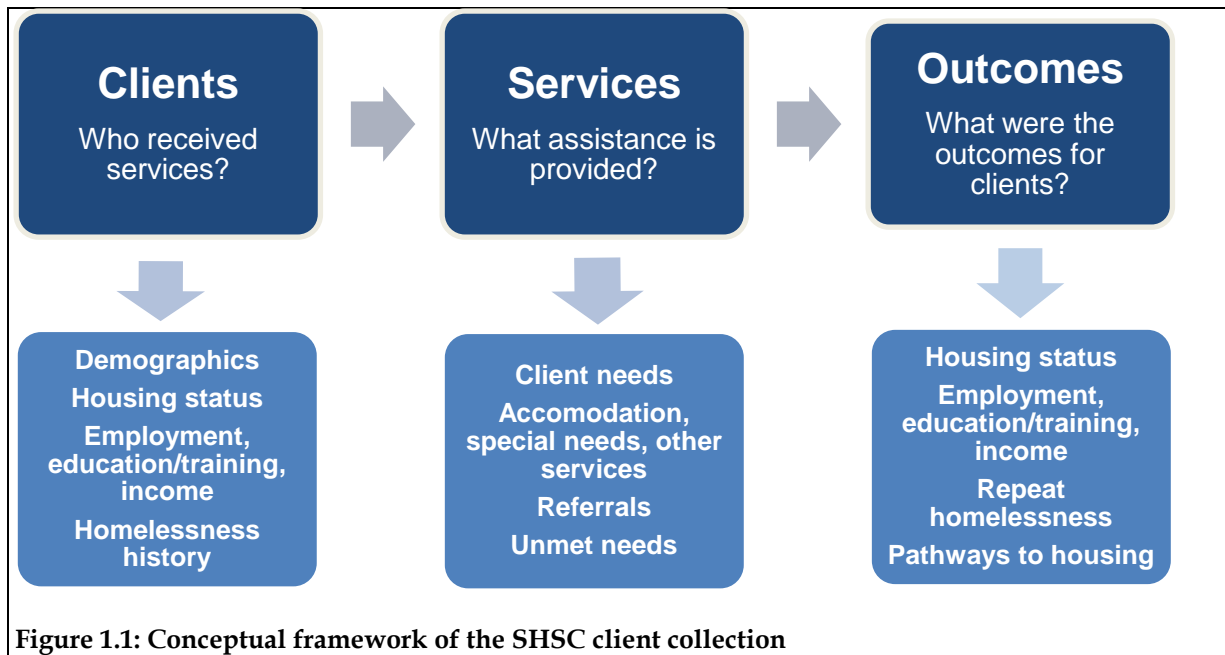 Clients
Who received
services?
Services
What assistance is
provided?
Outcomes
What were the
outcomes for
clients?
Demographics
Housing status
Employment,
education/training,
income
Homelessness
history
Client needs
Accomodation,
special needs, other
services
Referrals
Unmet needs
Housing status
Employment,
education/training,
income
Repeat
homelessness
Pathways to housing
Figure 1.1: Conceptual framework of the SHSC client collection